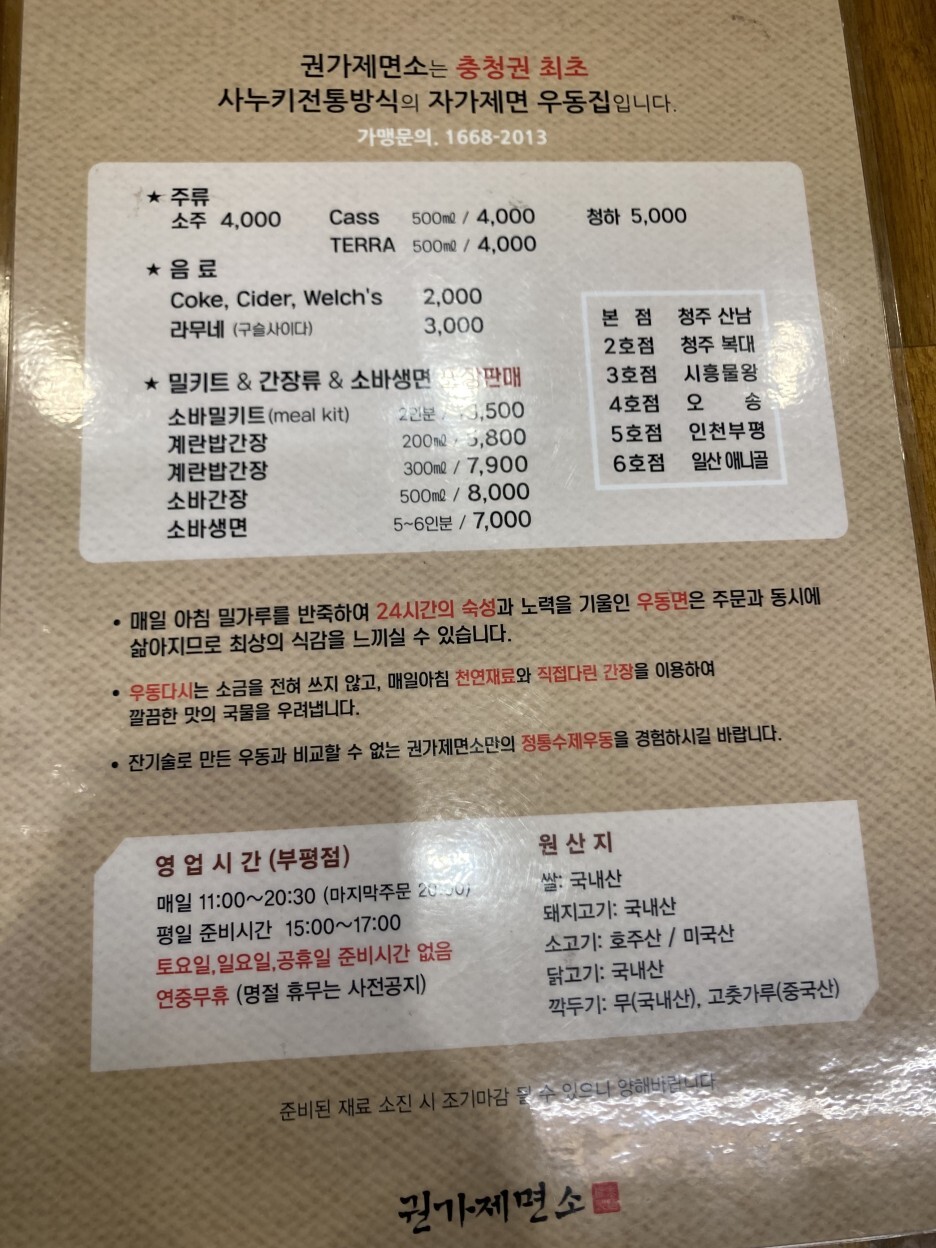 권가제면소는 충청권 최초
사누키전통방식의 자가제면 우동집입니다.
가맹문의. 1668-2013
★ 주류
소주 4,000 Cass 500㎖ / 4,000 청하 5,000
TERRA 500㎖ / 4,000
★ 음 료
Coke, Cider, Welch's 2,000
라무네 (구슬사이다) 3,000
본 점 청주 산남
2호점 청주 복대
3호점 시흥물왕
4호점 오 송
5호점 인천부평
6호점 일산 애니골
★ 밀키트 & 간장류 & 소바생면 판매
소바밀키트(meal kit) 2인분 /
계란밥간장 200㎖ /
계란밥간장 300㎖ / 7,900
소바간장 500㎖ / 8,000
소바생면 5~6인분 / 7,000
• 매일 아침 밀가루를 반죽하여 24시간의 숙성과 노력을 기울인 우동면은 주문과 동시에
삶아지므로 최상의 식감을 느끼실 수 있습니다.
• 우동다시는 소금을 전혀 쓰지 않고, 매일아침 천연재료와 직접다린 간장을 이용하여
깔끔한 맛의 국물을 우려냅니다.
• 잔기술로 만든 우동과 비교할 수 없는 권가제면소만의 정통수제우동을 경험하시길 바랍니다.
영 업 시 간 (부평점)
매일 11:00~20:30 (마지막주문
평일 준비시간 15:00~17:00
토요일,일요일,공휴일 준비시간 없음
연중무휴 (명절 휴무는 사전공지)
원 산 지
쌀: 국내산
돼지고기: 국내산
소고기: 호주산 / 미국산
닭고기: 국내산
깍두기: 무(국내산), 고춧가루(중국산)
준비된 재료 소진 시 조기마감 될 수 있으니 양해바랍니다
권가제면소